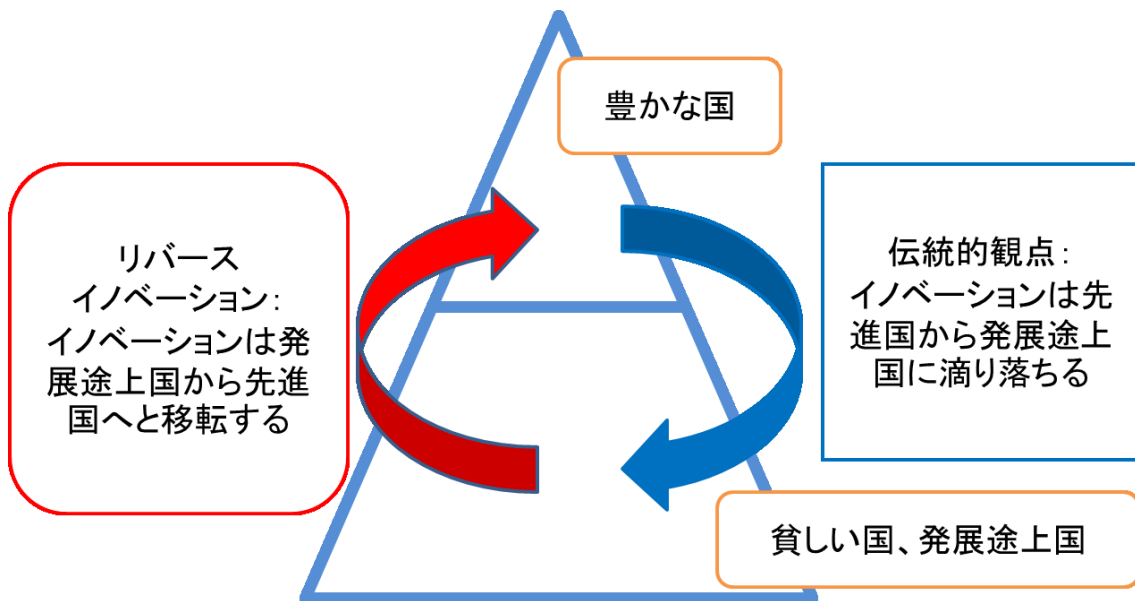 豊かな国
リバース
イノベーション：
イノベーションは発
展途上国から先進
国へと移転する
伝統的観点：
イノベーションは先
進国から発展途上
国に滴り落ちる
貧しい国、発展途上国